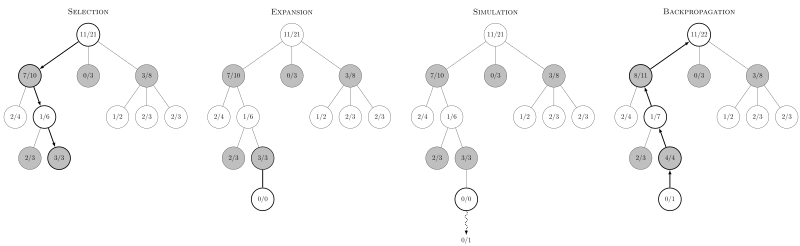 SELECTION
11/21
7/10 0/3 3/8
2/4 1/6 1/2 2/3 2/3
2/3 3/3
EXPANSION
11/21
7/10 0/3 3/8
2/4 1/6 1/2 2/3 2/3
2/3 3/3
0/0
SIMULATION
11/21
7/10 0/3 3/8
2/4 1/6 1/2 2/3 2/3
2/3 3/3
0/0
0/1
BACKPROPAGATION
11/22
8/11 0/3 3/8
2/4 1/7 1/2 2/3 2/3
2/3 4/4
0/1